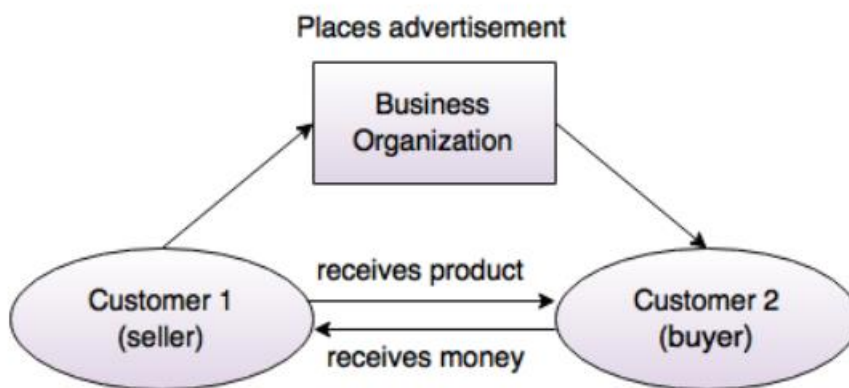 Places advertisement
Business
Organization
receives product
Customer 1
(seller)
Customer 2
(buyer)
receives money